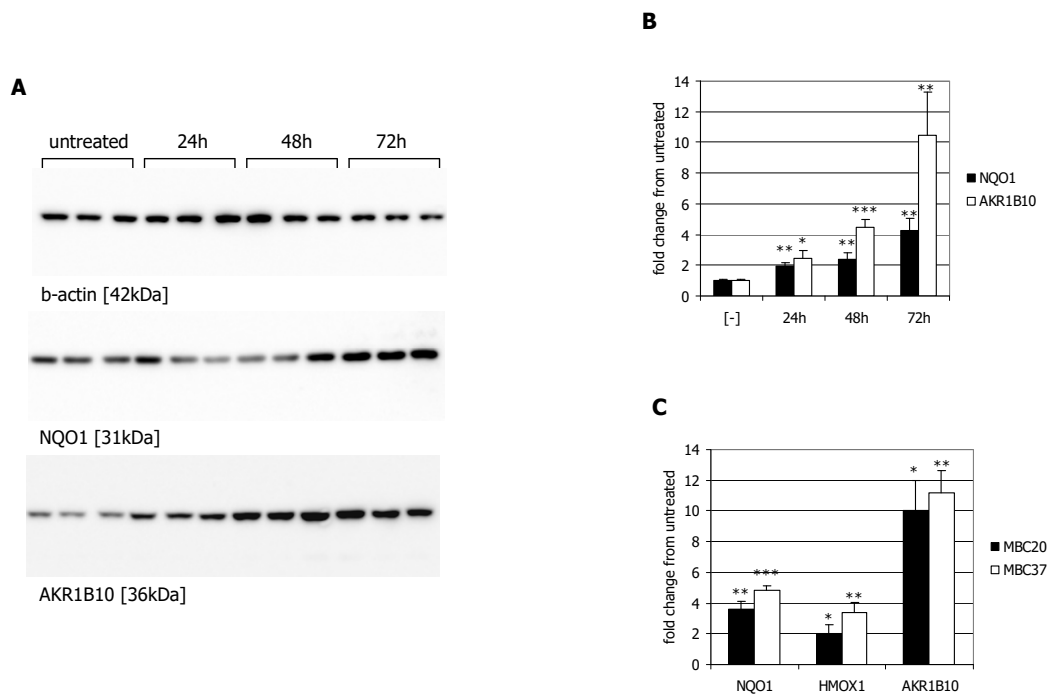 A
untreated 24h 48h 72h
b-actin [42kDa]
NQO1 [31kDa]
AKR1B10 [36kDa]
B
fold change from untreated
14
12
10
8
6
4
2
0
** * ** *** ** **
[-] 24h 48h 72h
NQO1
AKR1B10
C
fold change from untreated
14
12
10
8
6
4
2
0
** *** * ** * **
NQO1 HMOX1 AKR1B10
MBC20
MBC37